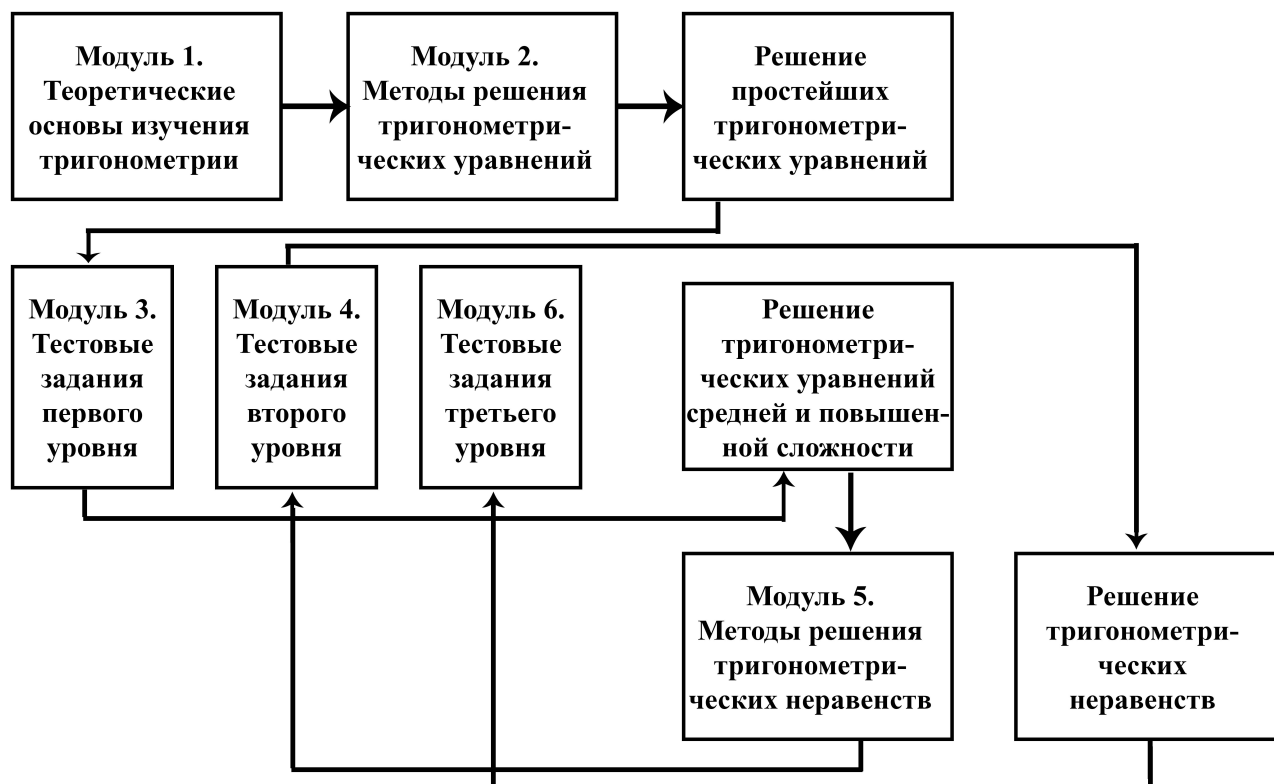 Модуль 1.
Теоретические
основы изучения
тригонометрии
Модуль 2.
Методы решения
тригонометри-
ческих уравнений
Решение
простейших
тригонометри-
ческих уравнений
Модуль 3.
Тестовые
задания
первого
уровня
Модуль 4.
Тестовые
задания
второго
уровня
Модуль 6.
Тестовые
задания
третьего
уровня
Решение
тригонометри-
ческих уравнений
средней и повышен-
ной сложности
Модуль 5.
Методы решения
тригонометри-
ческих неравенств
Решение
тригонометри-
ческих
неравенств